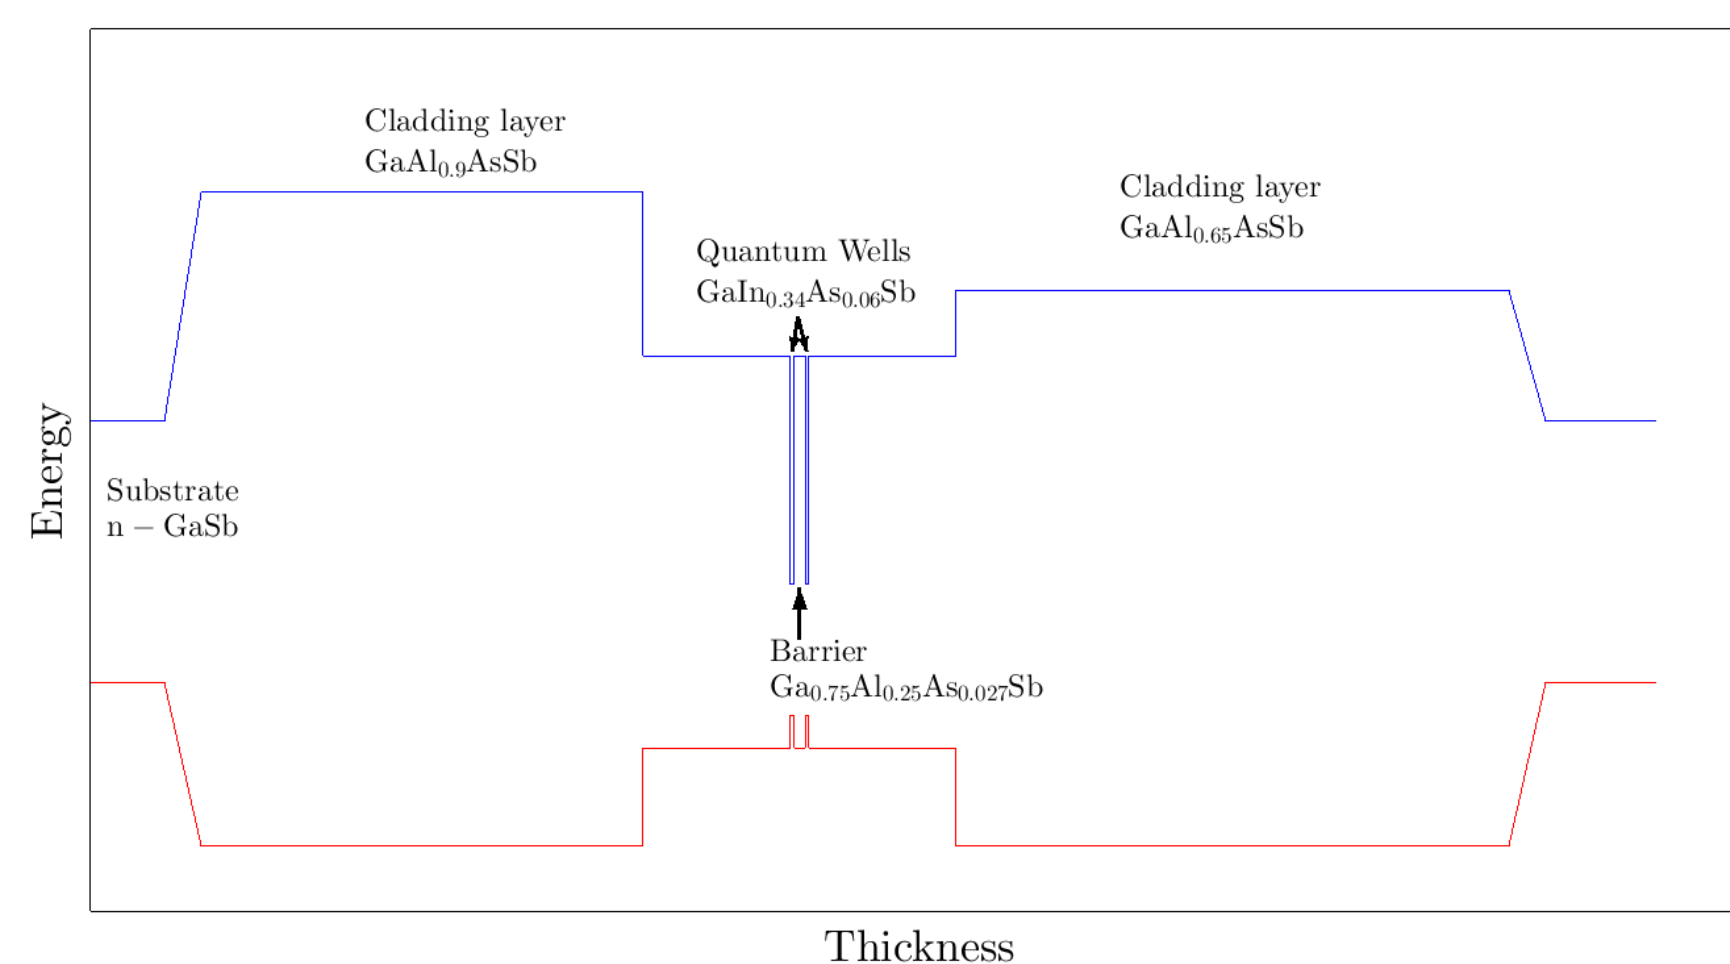 Cladding layer
GaAl₀.₉AsSb
Cladding layer
GaAl₀.₆₅AsSb
Quantum Wells
GaIn₀.₃₄As₀.₀₆Sb
Energy
Substrate
n − GaSb
Barrier
Ga₀.₇₅Al₀.₂₅As₀.₀₂₇Sb
Thickness